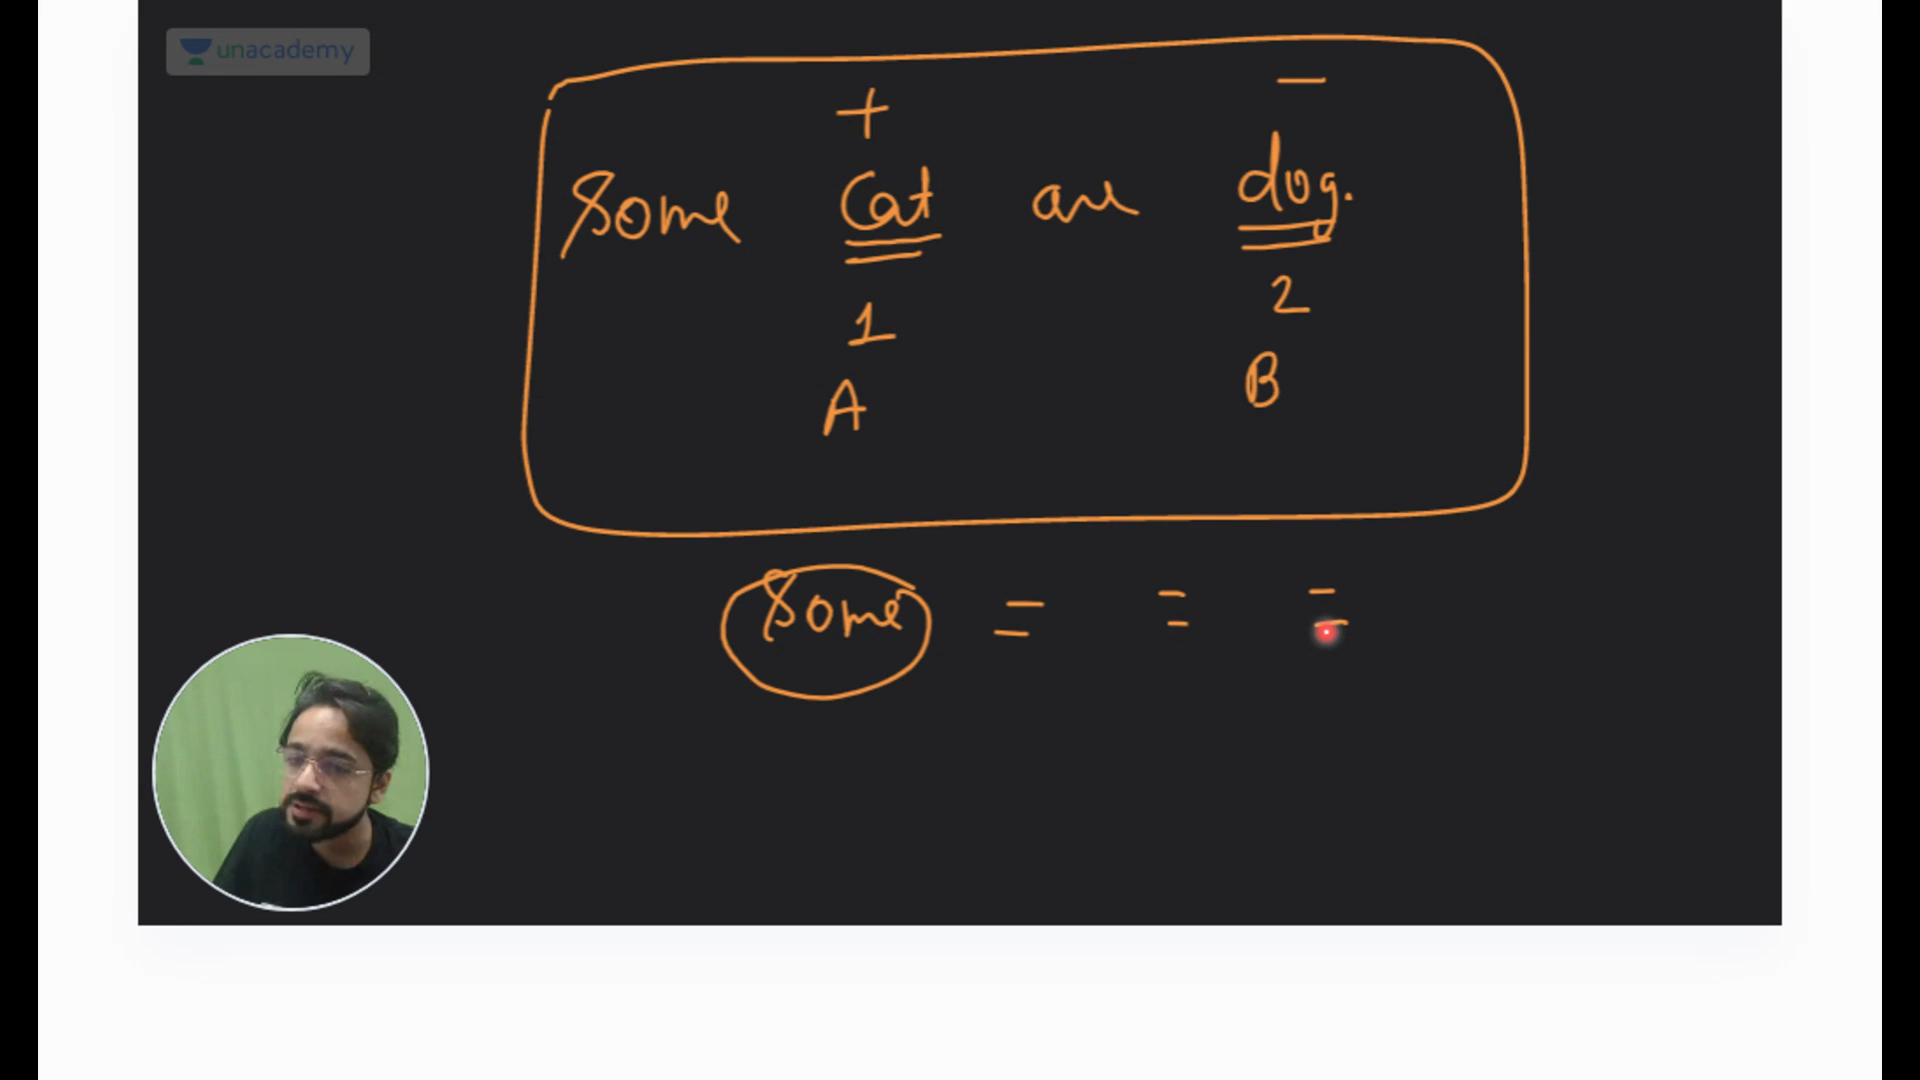 unacademy
+ −
Some Cat are dog.
1 2
A B
Some = = =